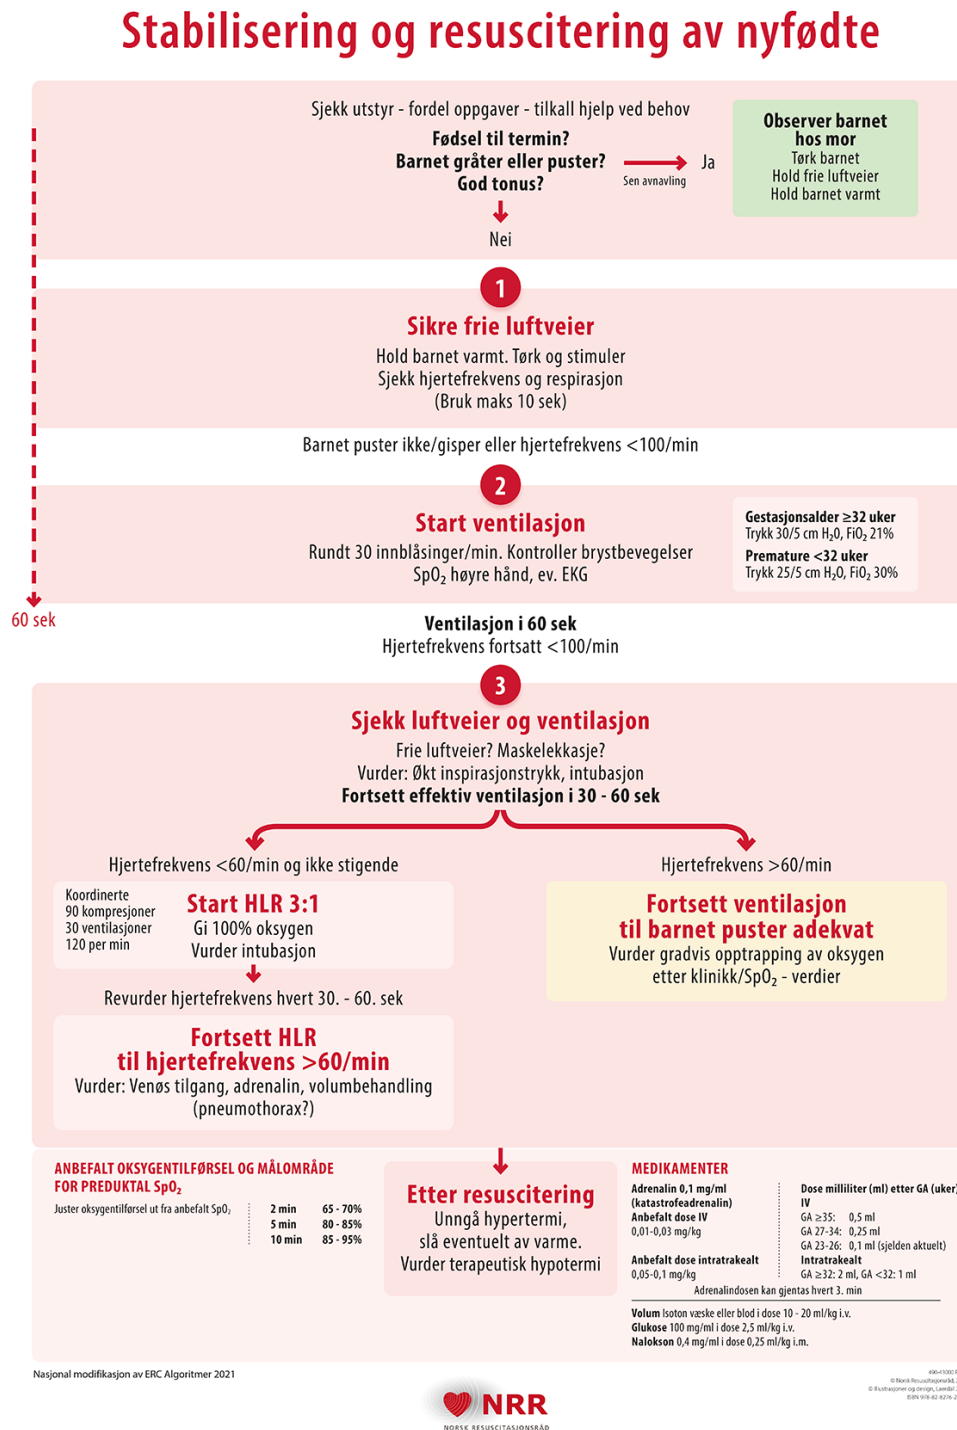 Stabilisering og resuscitering av nyfødte
Sjekk utstyr - fordel oppgaver - tilkall hjelp ved behov
Fødsel til termin?
Barnet gråter eller puster?
God tonus?
Sen avnavling
Ja
Observer barnet
hos mor
Tørk barnet
Hold frie luftveier
Hold barnet varmt
Nei
1
Sikre frie luftveier
Hold barnet varmt. Tørk og stimuler
Sjekk hjertefrekvens og respirasjon
(Bruk maks 10 sek)
Barnet puster ikke/gisper eller hjertefrekvens <100/min
2
Start ventilasjon
Rundt 30 innblåsinger/min. Kontroller brystbevegelser
SpO₂ høyre hånd, ev. EKG
Gestasjonsalder ≥32 uker
Trykk 30/5 cm H₂0, FiO₂ 21%
Premature <32 uker
Trykk 25/5 cm H₂0, FiO₂ 30%
60 sek
Ventilasjon i 60 sek
Hjertefrekvens fortsatt <100/min
3
Sjekk luftveier og ventilasjon
Frie luftveier? Maskelekkasje?
Vurder: Økt inspirasjonstrykk, intubasjon
Fortsett effektiv ventilasjon i 30 - 60 sek
Hjertefrekvens <60/min og ikke stigende
Koordinerte
90 kompresjoner
30 ventilasjoner
120 per min
Start HLR 3:1
Gi 100% oksygen
Vurder intubasjon
Revurder hjertefrekvens hvert 30. - 60. sek
Fortsett HLR
til hjertefrekvens >60/min
Vurder: Venøs tilgang, adrenalin, volumbehandling
(pneumothorax?)
Hjertefrekvens >60/min
Fortsett ventilasjon
til barnet puster adekvat
Vurder gradvis opptrapping av oksygen
etter klinikk/SpO₂ - verdier
ANBEFALT OKSYGENTILFØRSEL OG MÅLOMRÅDE
FOR PREDUKTAL SpO₂
Juster oksygentilførsel ut fra anbefalt SpO₂
2 min 65 - 70%
5 min 80 - 85%
10 min 85 - 95%
Etter resuscitering
Unngå hypertermi,
slå eventuelt av varme.
Vurder terapeutisk hypotermi
MEDIKAMENTER
Adrenalin 0,1 mg/ml
(katastrofeadrenalin)
Anbefalt dose IV
0,01-0,03 mg/kg
Anbefalt dose intratrakealt
0,05-0,1 mg/kg
Dose milliliter (ml) etter GA (uker)
IV
GA ≥35: 0,5 ml
GA 27-34: 0,25 ml
GA 23-26: 0,1 ml (sjelden aktuelt)
Intratrakealt
GA ≥32: 2 ml, GA <32: 1 ml
Adrenalindosen kan gjentas hvert 3. min
Volum Isoton væske eller blod i dose 10 - 20 ml/kg i.v.
Glukose 100 mg/ml i dose 2,5 ml/kg i.v.
Nalokson 0,4 mg/ml i dose 0,25 ml/kg i.m.
Nasjonal modifikasjon av ERC Algoritmer 2021
© Norsk Resuscitasjonsråd,
© Illustrasjoner og design, Laerdal
NRR
NORSK RESUSCITASJONSRÅD